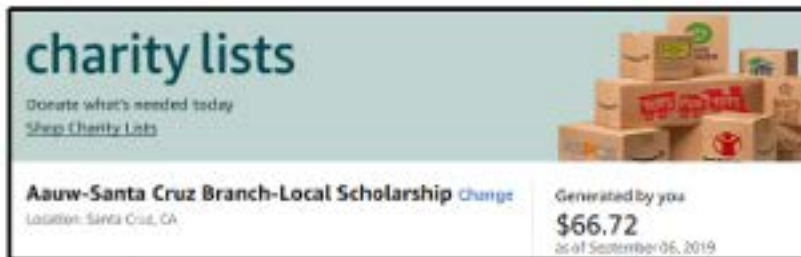 charity lists
Donate what's needed today
Shop Charity Lists
Aauw-Santa Cruz Branch-Local Scholarship Change
Location: Santa Cruz, CA
Generated by you
$66.72
as of September 06, 2019